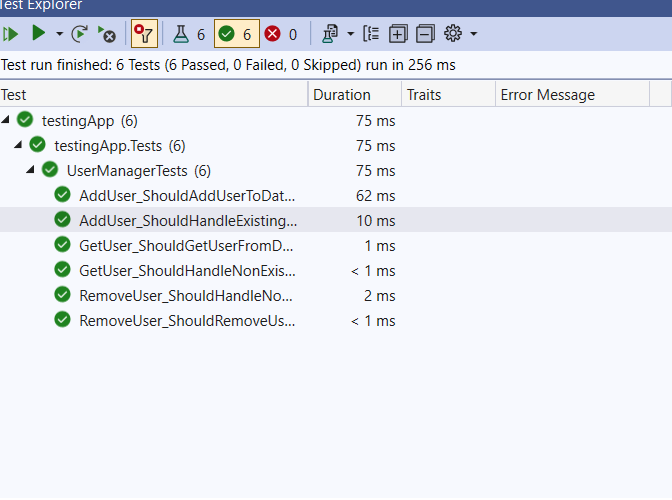 Test Explorer
6 6 0
Test run finished: 6 Tests (6 Passed, 0 Failed, 0 Skipped) run in 256 ms
Test Duration Traits Error Message
testingApp (6) 75 ms
testingApp.Tests (6) 75 ms
UserManagerTests (6) 75 ms
AddUser_ShouldAddUserToDat... 62 ms
AddUser_ShouldHandleExisting... 10 ms
GetUser_ShouldGetUserFromD... 1 ms
GetUser_ShouldHandleNonExis... < 1 ms
RemoveUser_ShouldHandleNo... 2 ms
RemoveUser_ShouldRemoveUs... < 1 ms